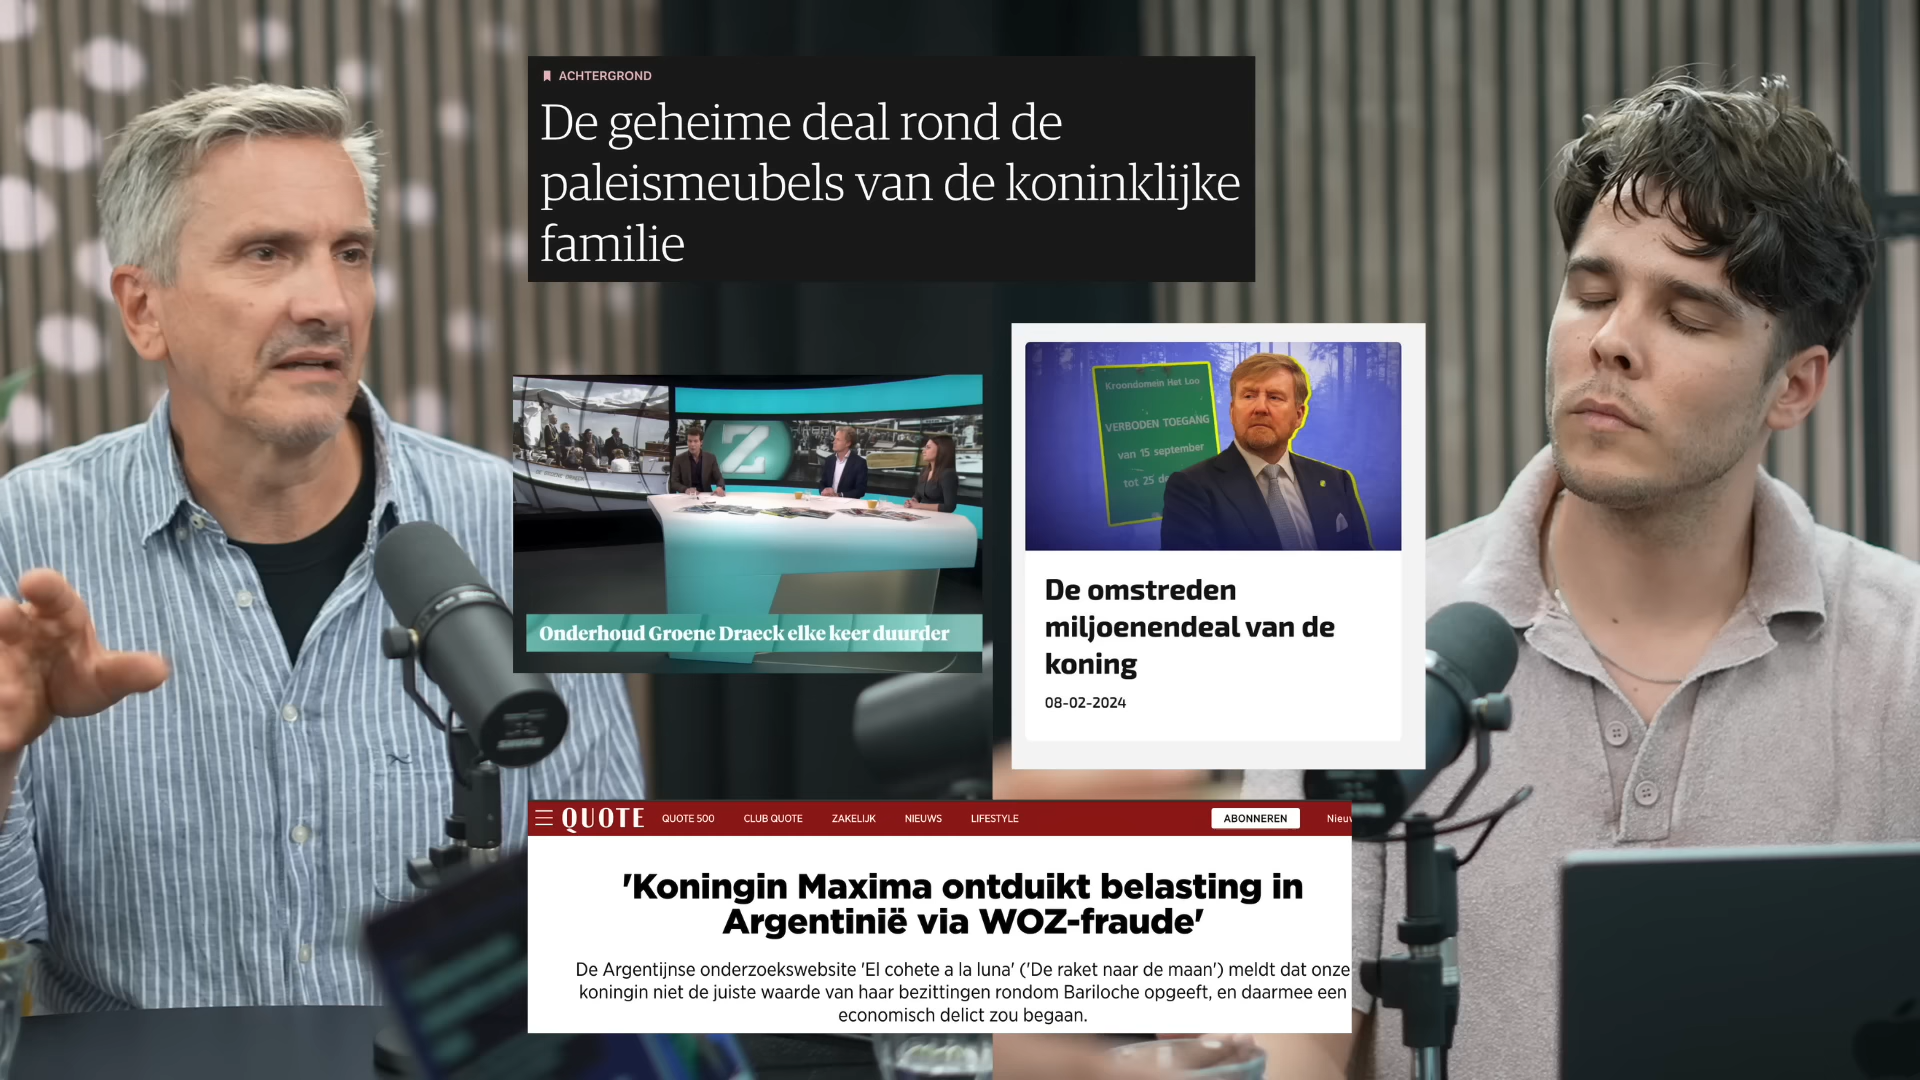 ACHTERGROND
De geheime deal rond de
paleismeubels van de koninklijke
familie
Z
Onderhoud Groene Draeck elke keer duurder
Kroondomein Het Loo
VERBODEN TOEGANG
van 15 september
tot 25 de
De omstreden
miljoenendeal van de
koning
08-02-2024
QUOTE QUOTE 500 CLUB QUOTE ZAKELIJK NIEUWS LIFESTYLE ABONNEREN Nieuw
'Koningin Maxima ontduikt belasting in
Argentinië via WOZ-fraude'
De Argentijnse onderzoekswebsite 'El cohete a la luna' ('De raket naar de maan') meldt dat onze
koningin niet de juiste waarde van haar bezittingen rondom Bariloche opgeeft, en daarmee een
economisch delict zou begaan.